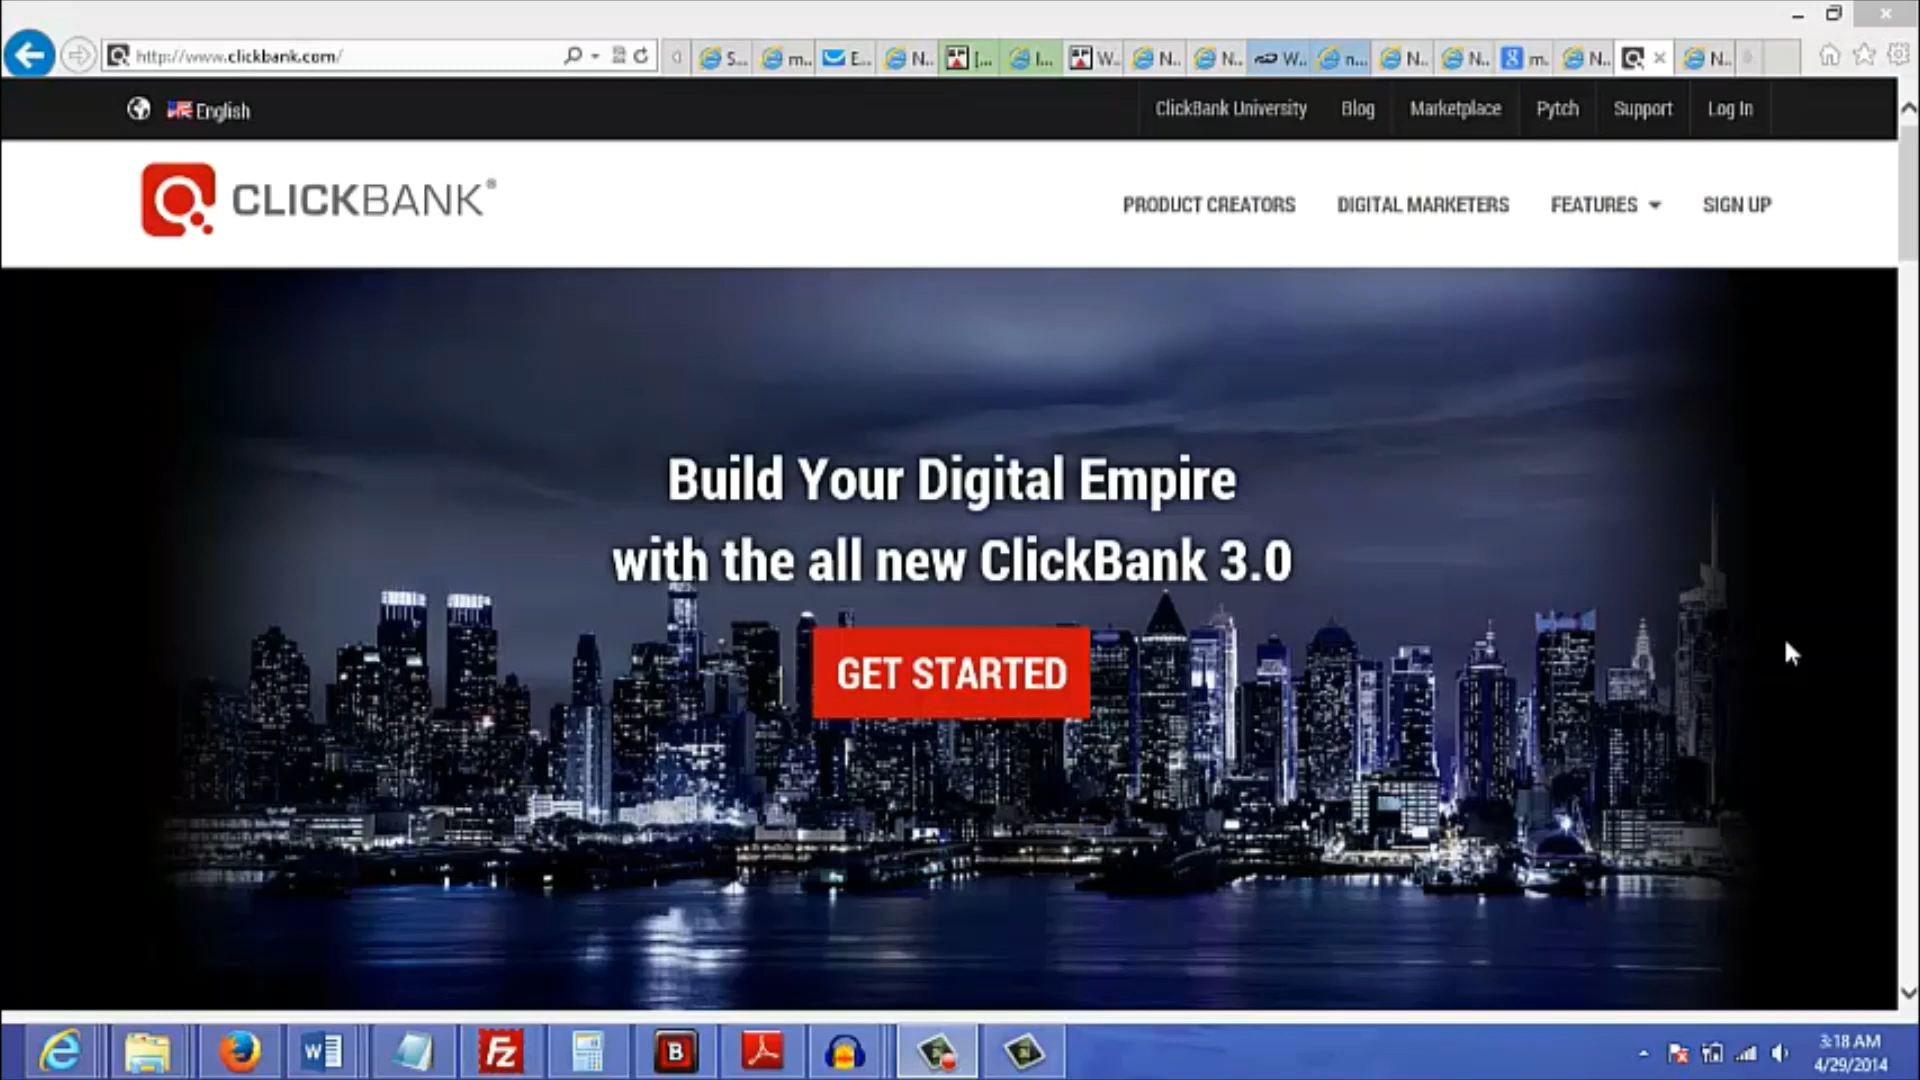 http://www.clickbank.com/
S...
m...
E...
N...
[...
I...
W...
N...
N...
W...
n...
N...
N...
m...
N...
N...
English
ClickBank University
Blog
Marketplace
Pytch
Support
Log In
CLICKBANK®
PRODUCT CREATORS
DIGITAL MARKETERS
FEATURES
SIGN UP
Build Your Digital Empire
with the all new ClickBank 3.0
GET STARTED
3:18 AM
4/29/2014